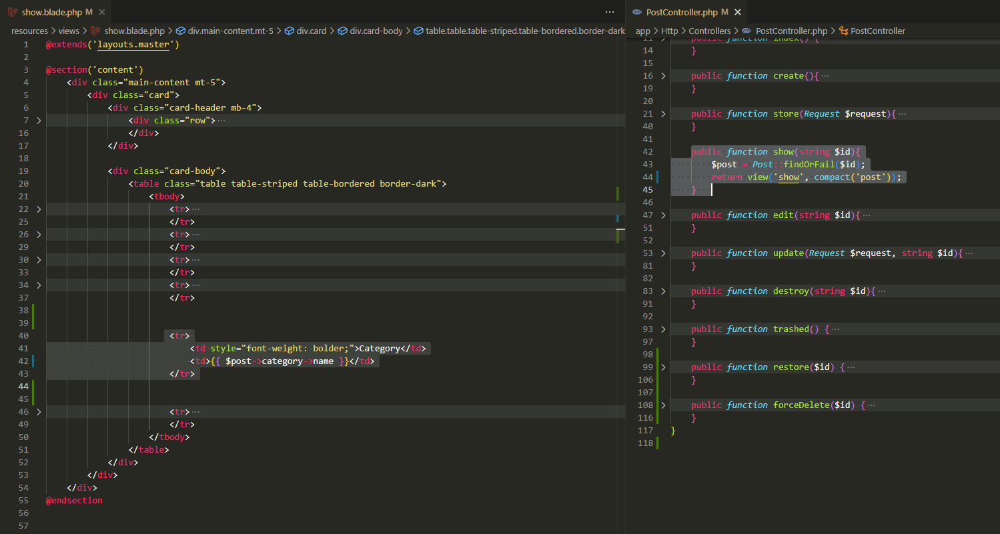 show.blade.php M
resources > views > show.blade.php > div.main-content.mt-5 > div.card > div.card-body > table.table.table-striped.table-bordered.border-dark
1 @extends('layouts.master')
2
3 @section('content')
4 <div class="main-content mt-5">
5 <div class="card">
6 <div class="card-header mb-4">
7 <div class="row">···
16 </div>
17 </div>
18
19 <div class="card-body">
20 <table class="table table-striped table-bordered border-dark">
21 <tbody>
22 <tr>···
25 </tr>
26 <tr>···
29 </tr>
30 <tr>···
33 </tr>
34 <tr>···
37 </tr>
38
39
40 <tr>
41 <td style="font-weight: bolder;">Category</td>
42 <td>{{ $post->category->name }}</td>
43 </tr>
44
45
46 <tr>···
49 </tr>
50 </tbody>
51 </table>
52 </div>
53 </div>
54 </div>
55 @endsection
56
57
PostController.php M
app > Http > Controllers > PostController.php > PostController
11 public function index() {···
14 }
15
16 public function create(){···
19 }
20
21 public function store(Request $request){···
40 }
41
42 public function show(string $id){
43 $post = Post::findOrFail($id);
44 return view('show', compact('post'));
45 }
46
47 public function edit(string $id){···
51 }
52
53 public function update(Request $request, string $id){···
81 }
82
83 public function destroy(string $id){···
91 }
92
93 public function trashed() {···
97 }
98
99 public function restore($id) {···
106 }
107
108 public function forceDelete($id) {···
116 }
117 }
118